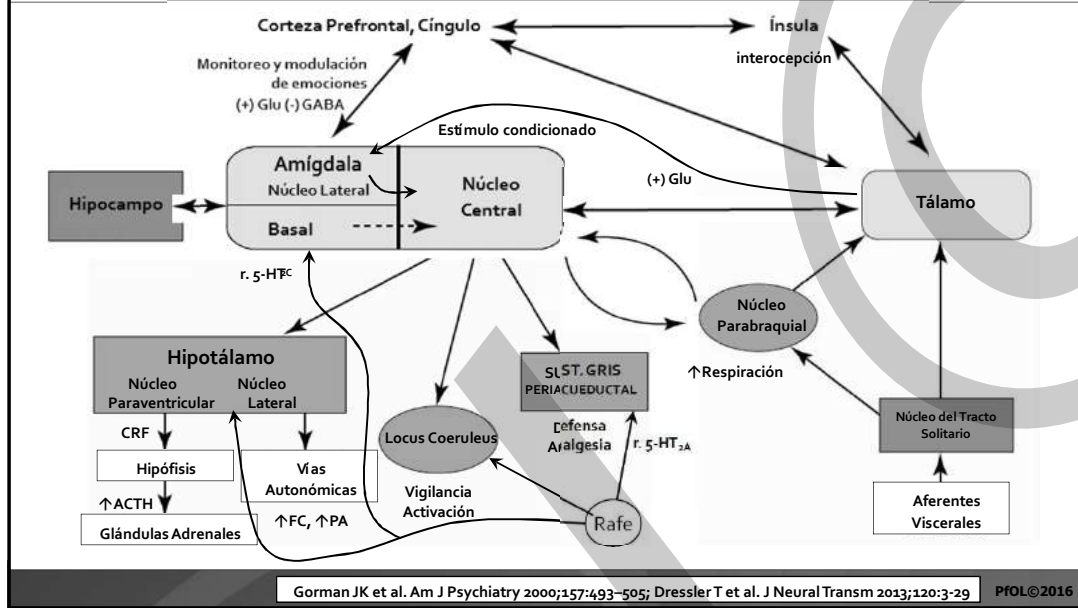 Corteza Prefrontal, Cíngulo
Ínsula
interocepción
Monitoreo y modulación
de emociones
(+) Glu (-) GABA
Estímulo condicionado
(+) Glu
Amígdala
Núcleo Lateral
Basal
Núcleo
Central
Hipocampo
Tálamo
r. 5-HT2C
Núcleo
Parabraquial
↑Respiración
Hipotálamo
Núcleo
Paraventricular
Núcleo
Lateral
SUST. GRIS
PERIACUEDUCTAL
Defensa
Analgesia
r. 5-HT2A
Locus Coeruleus
Vigilancia
Activación
Rafe
CRF
Hipófisis
↑ACTH
Glándulas Adrenales
Vías
Autonómicas
↑FC, ↑PA
Núcleo del Tracto
Solitario
Aferentes
Viscerales
Gorman JK et al. Am J Psychiatry 2000;157:493–505; Dressler T et al. J Neural Transm 2013;120:3-29
PfOL©2016